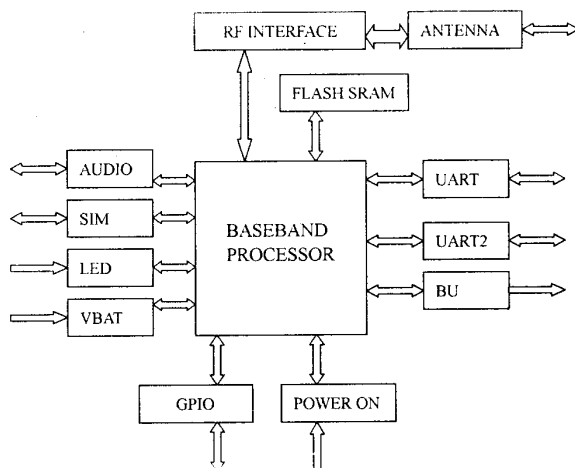 RF INTERFACE
ANTENNA
FLASH SRAM
AUDIO
SIM
LED
VBAT
BASEBAND
PROCESSOR
UART
UART2
BU
GPIO
POWER ON